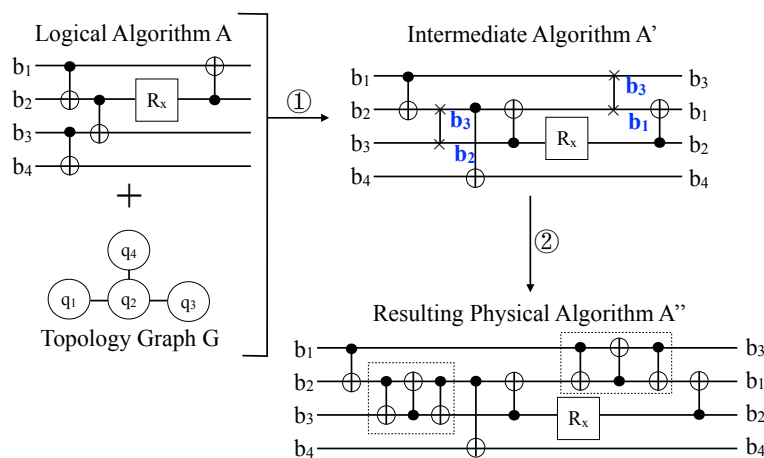 Logical Algorithm A
b₁
b₂ Rₓ
b₃
b₄
+
q₄
q₁ q₂ q₃
Topology Graph G
①
Intermediate Algorithm A’
b₁ b₃
b₃
b₂ b₁
b₃ b₁
b₃ Rₓ b₂
b₂
b₄ b₄
②
Resulting Physical Algorithm A’’
b₁ b₃
b₂ b₁
b₃ Rₓ b₂
b₄ b₄